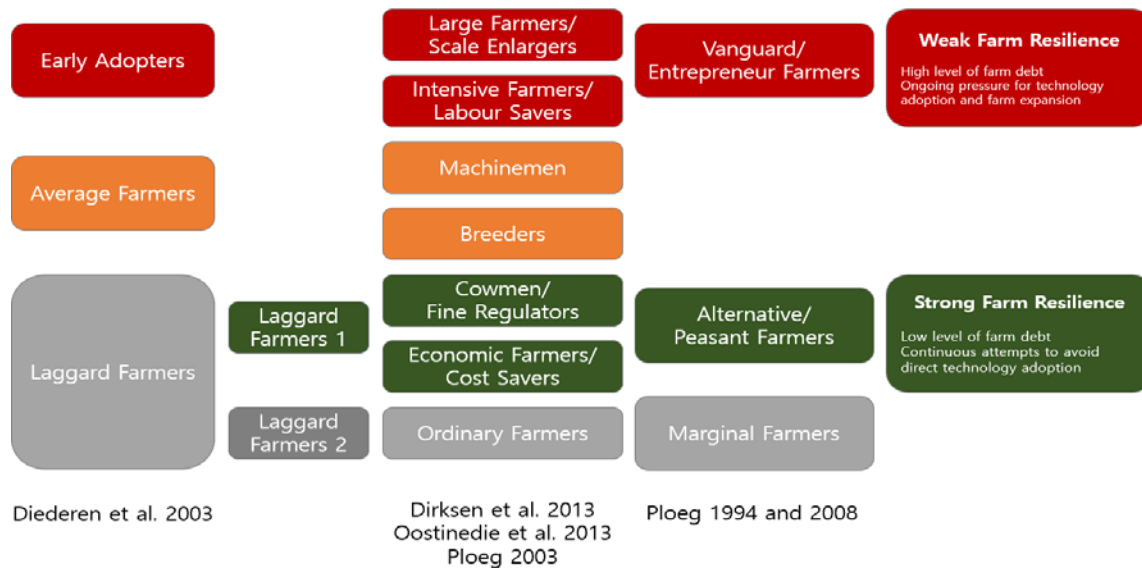 Early Adopters
Average Farmers
Laggard Farmers
Laggard
Farmers 1
Laggard
Farmers 2
Large Farmers/
Scale Enlargers
Intensive Farmers/
Labour Savers
Machinemen
Breeders
Cowmen/
Fine Regulators
Economic Farmers/
Cost Savers
Ordinary Farmers
Vanguard/
Entrepreneur Farmers
Alternative/
Peasant Farmers
Marginal Farmers
Weak Farm Resilience
High level of farm debt
Ongoing pressure for technology
adoption and farm expansion
Strong Farm Resilience
Low level of farm debt
Continuous attempts to avoid
direct technology adoption
Diederen et al. 2003
Dirksen et al. 2013
Oostinedie et al. 2013
Ploeg 2003
Ploeg 1994 and 2008